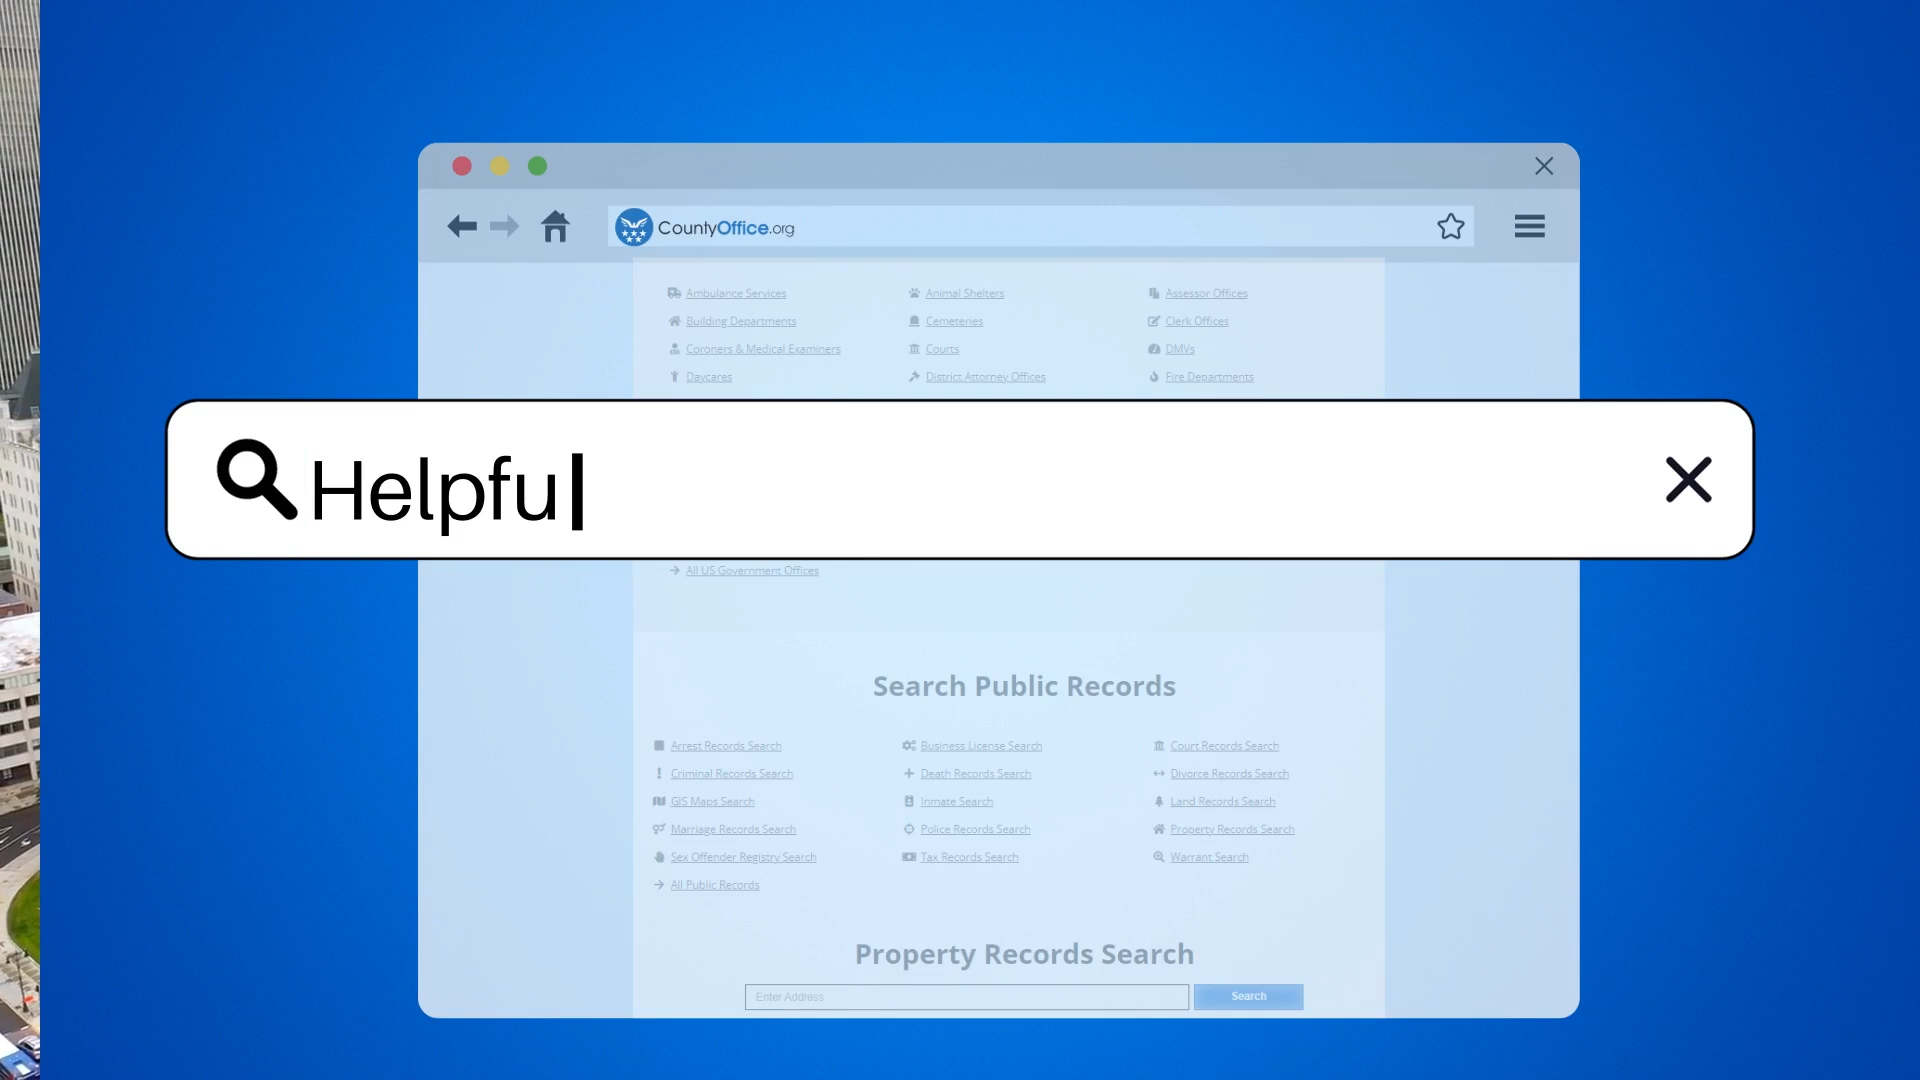 CountyOffice.org
Ambulance Services Animal Shelters Assessor Offices
Building Departments Cemeteries Clerk Offices
Coroners & Medical Examiners Courts DMVs
Daycares District Attorney Offices Fire Departments
Helpfu
All US Government Offices
Search Public Records
Arrest Records Search Business License Search Court Records Search
Criminal Records Search Death Records Search Divorce Records Search
GIS Maps Search Inmate Search Land Records Search
Marriage Records Search Police Records Search Property Records Search
Sex Offender Registry Search Tax Records Search Warrant Search
All Public Records
Property Records Search
Enter Address Search